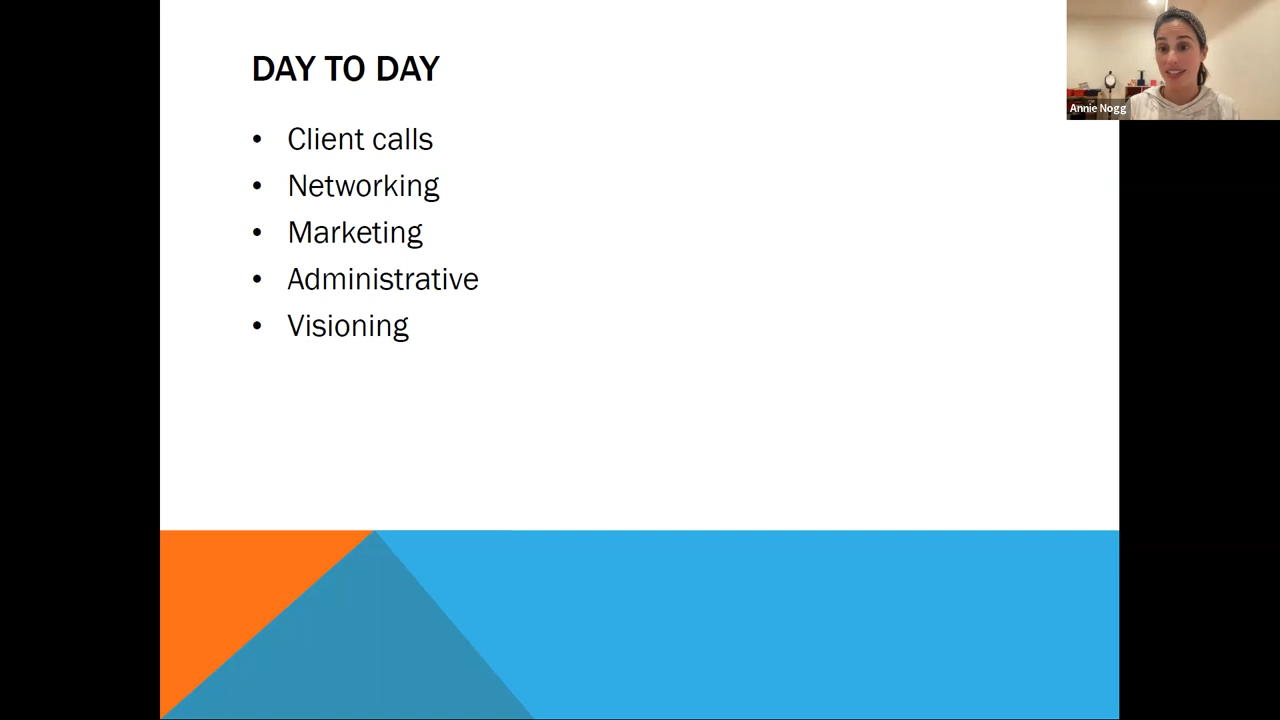 DAY TO DAY
• Client calls
• Networking
• Marketing
• Administrative
• Visioning
Annie Nogg